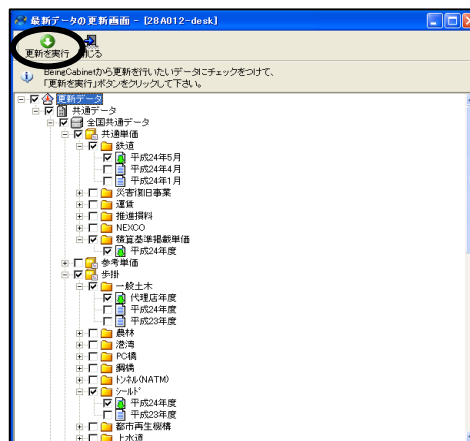 最新データの更新画面 - [28A012-desk]
更新を実行 閉じる
BeingCabinetから更新を行いたいデータにチェックをつけて、
「更新を実行」ボタンをクリックして下さい。
更新データ
共通データ
全国共通データ
共通単価
鉄道
平成24年5月
平成24年4月
平成24年1月
災害復旧事業
運賃
推進損料
NEXCO
積算基準掲載単価
平成24年度
参考単価
歩掛
一般土木
代理店年度
平成24年度
平成23年度
農林
港湾
PC橋
鋼橋
トンネル(NATM)
シールド
平成24年度
平成23年度
都市再生機構
上水道